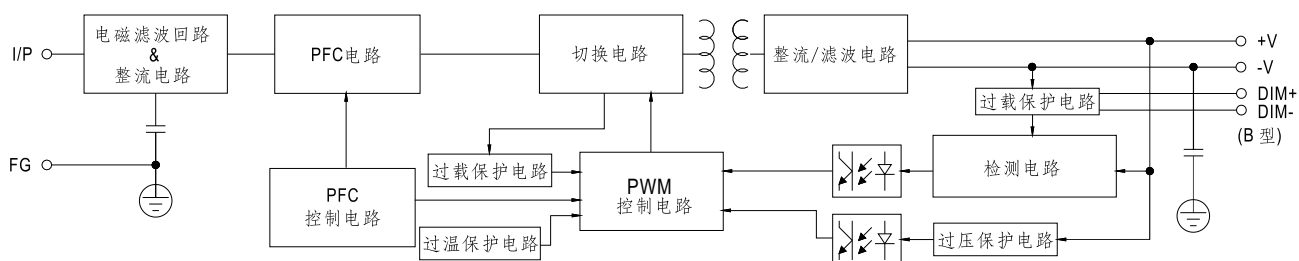 I/P
电磁滤波回路
&
整流电路
PFC电路
切换电路
整流/滤波电路
+V
-V
DIM+
DIM-
(B 型)
过载保护电路
检测电路
FG
过载保护电路
PFC
控制电路
PWM
控制电路
过温保护电路
过压保护电路